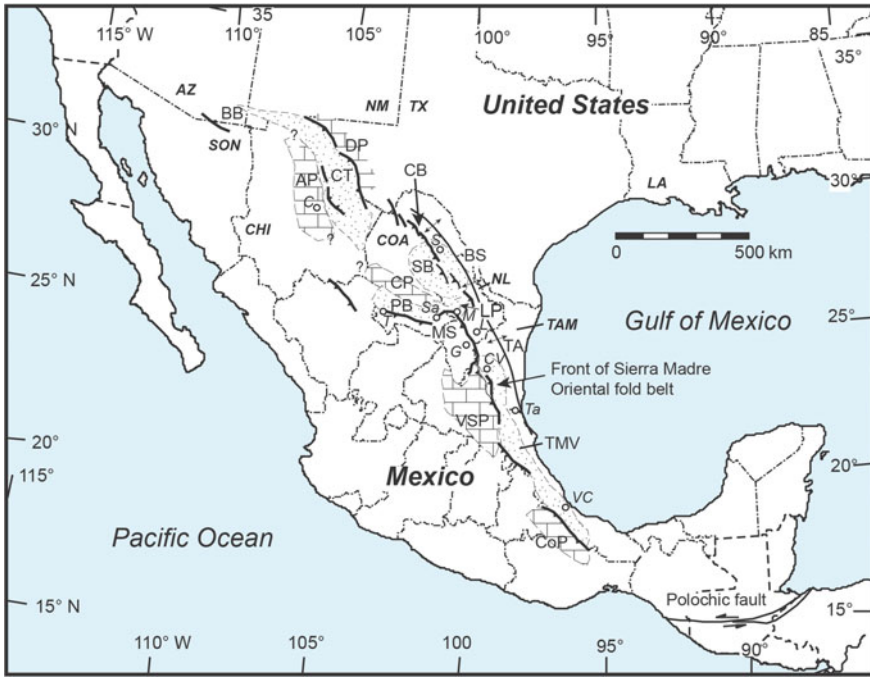 115° W
110°
35
105°
100°
95°
90°
85°
35°
AZ
NM
TX
United States
BB
30° N
SON
?
DP
CB
AP
CT
LA
30°
C
CHI
?
COA
S
BS
0
500 km
SB
NL
?
25° N
CP
Sa
M
LP
PB
T
L
MS
TAM
Gulf of Mexico
25°
G
TA
CV
Front of Sierra Madre
Oriental fold belt
VSP
Ta
20°
TMV
115°
Mexico
20°
VC
Pacific Ocean
CoP
Polochic fault
15° N
15°
110° W
105°
100°
95°
90°